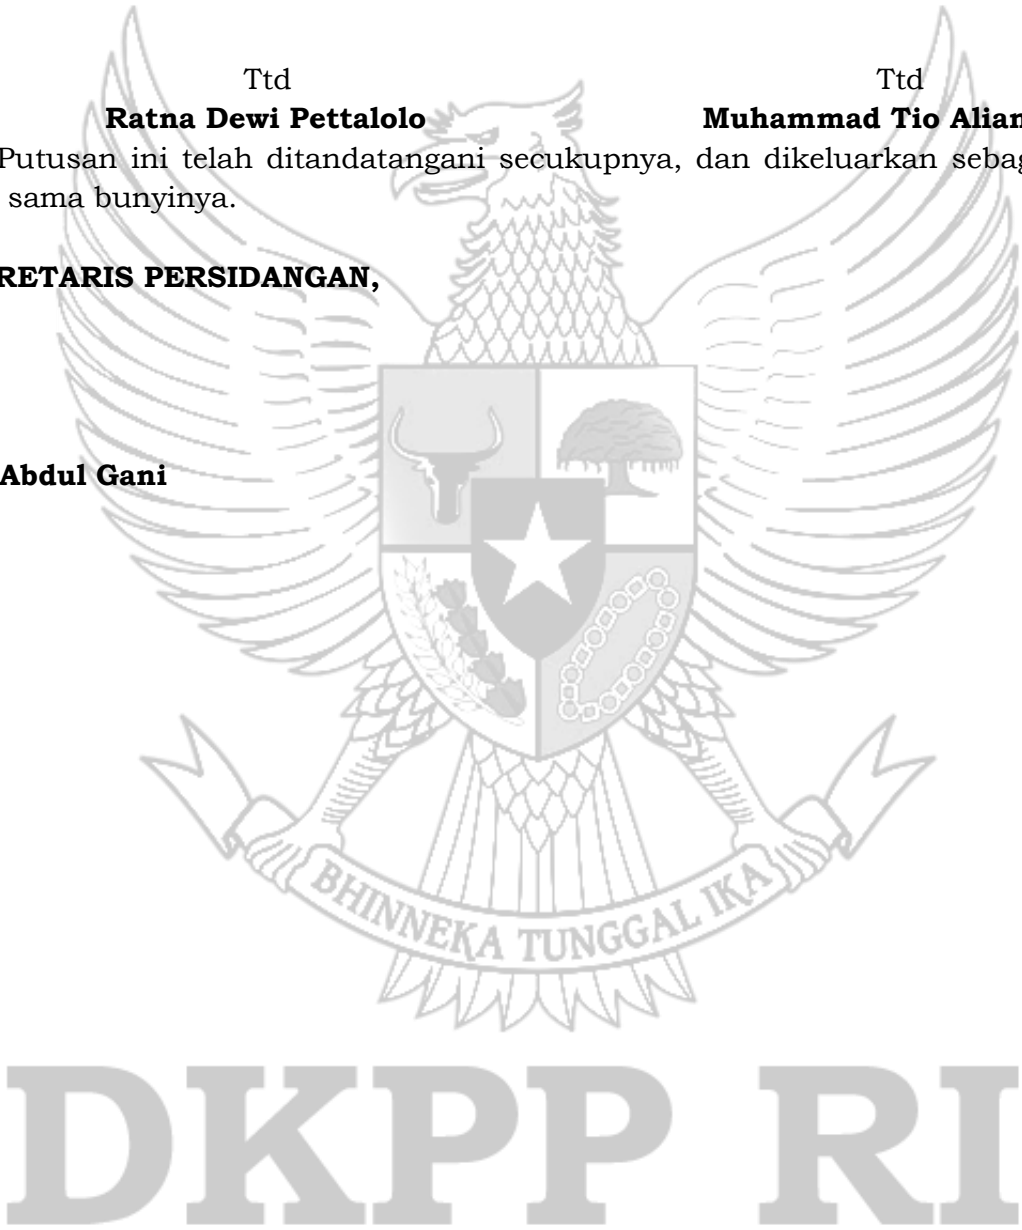 Ttd Ttd
Ratna Dewi Pettalolo Muhammad Tio Alian
Putusan ini telah ditandatangani secukupnya, dan dikeluarkan sebag
sama bunyinya.
RETARIS PERSIDANGAN,
Abdul Gani
BHINNEKA TUNGGAL IKA
DKPP RI